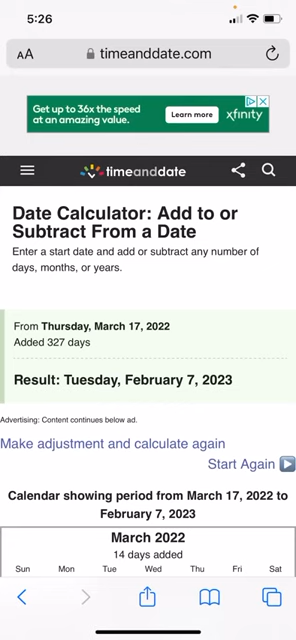 5:26
AA timeanddate.com
Get up to 36x the speed
at an amazing value.
Learn more
xfinity
timeanddate
Date Calculator: Add to or
Subtract From a Date
Enter a start date and add or subtract any number of
days, months, or years.
From Thursday, March 17, 2022
Added 327 days
Result: Tuesday, February 7, 2023
Advertising: Content continues below ad.
Make adjustment and calculate again
Start Again
Calendar showing period from March 17, 2022 to
February 7, 2023
March 2022
14 days added
Sun Mon Tue Wed Thu Fri Sat